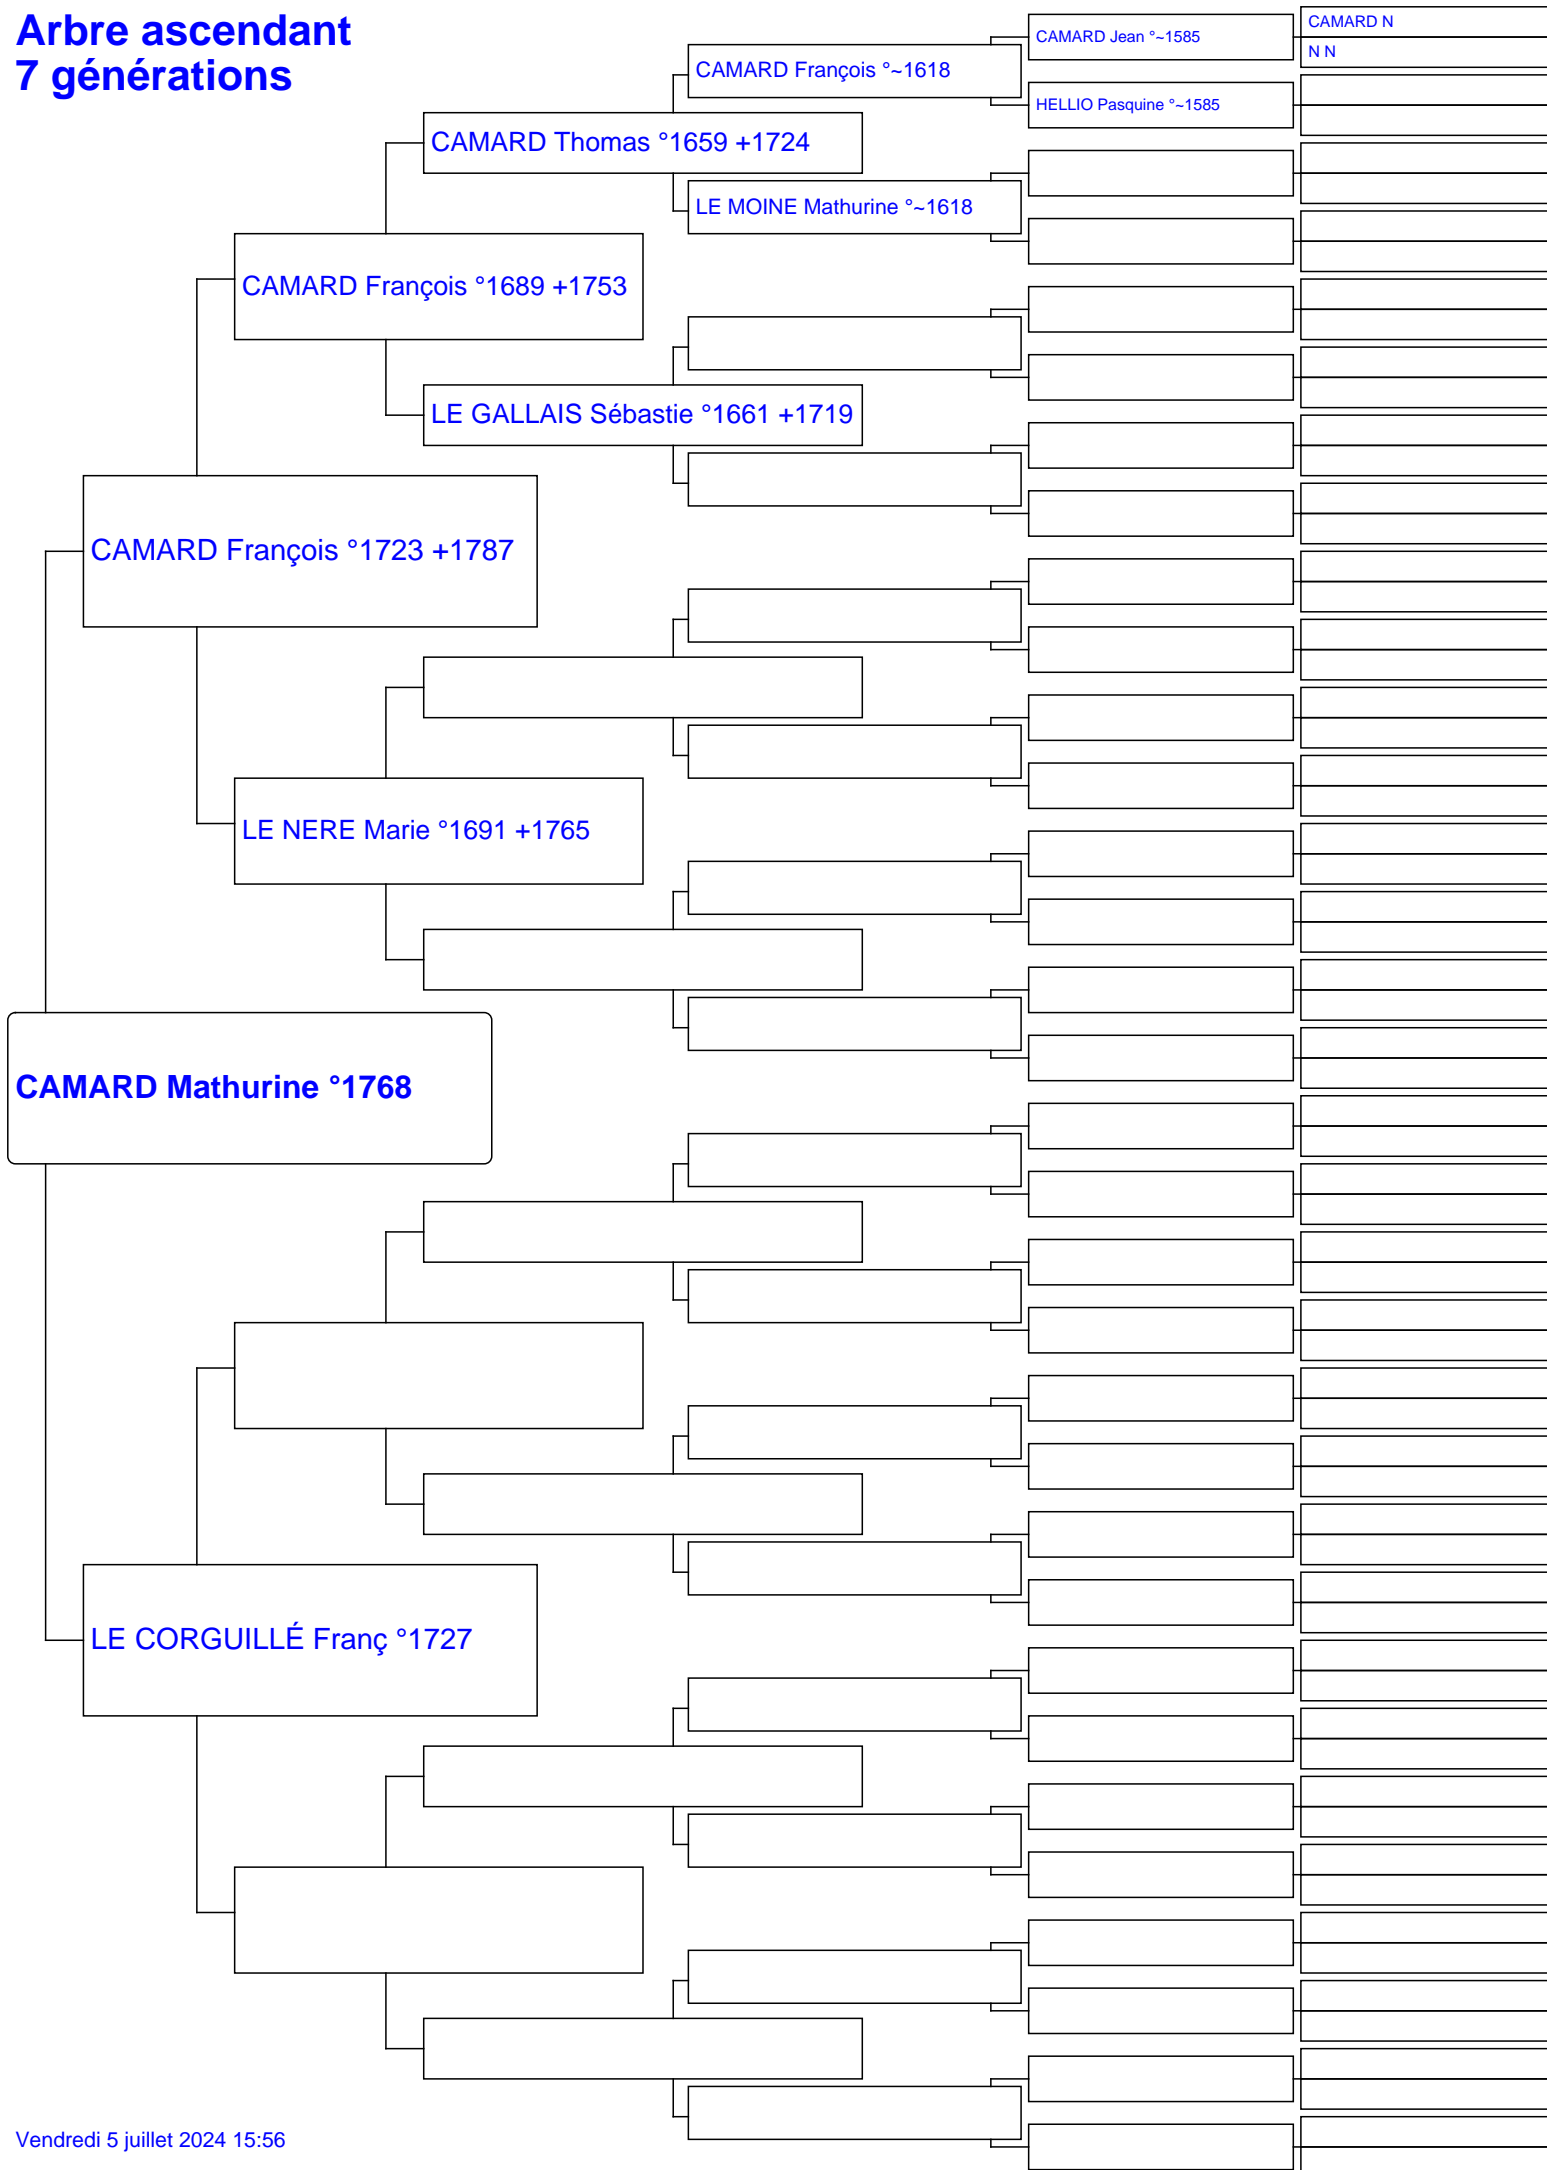 Arbre ascendant
7 générations
CAMARD N
N N
CAMARD Jean °~1585
CAMARD François °~1618
HELLIO Pasquine °~1585
CAMARD Thomas °1659 +1724
LE MOINE Mathurine °~1618
CAMARD François °1689 +1753
LE GALLAIS Sébastie °1661 +1719
CAMARD François °1723 +1787
LE NERE Marie °1691 +1765
CAMARD Mathurine °1768
LE CORGUILLÉ Franç °1727
Vendredi 5 juillet 2024 15:56